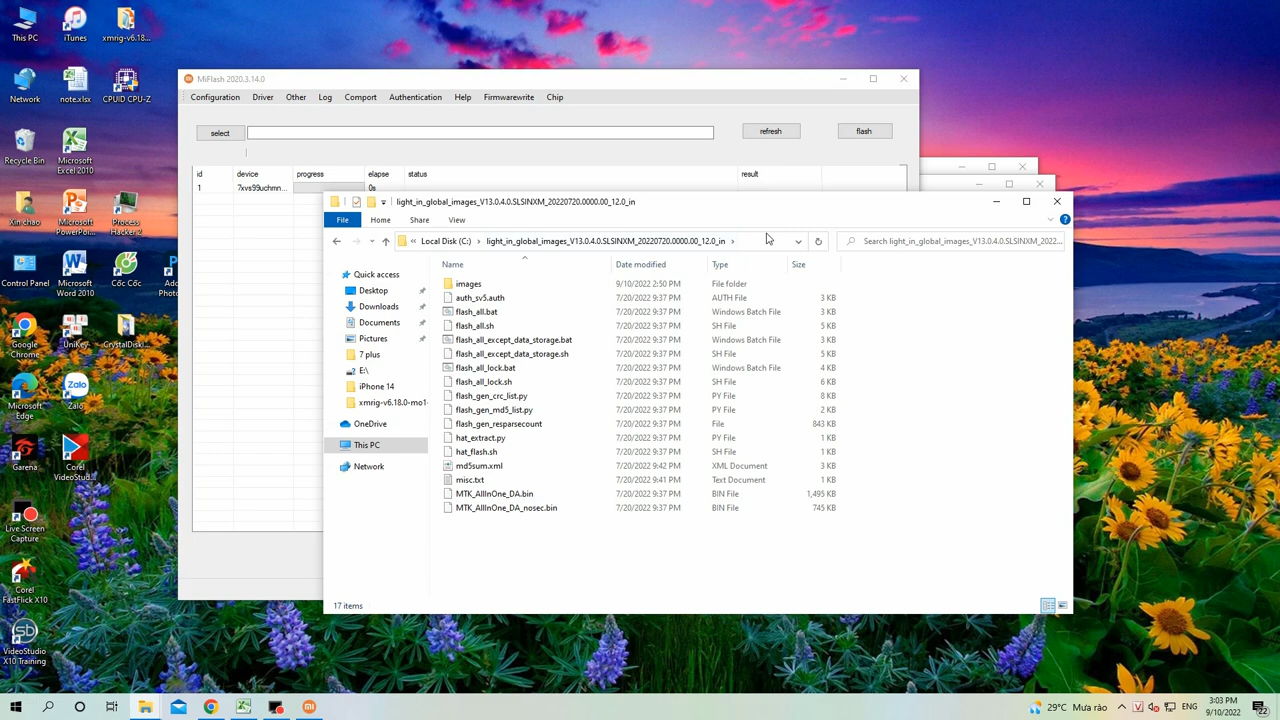 This PC
iTunes
xmrig-v6.18...
Network
note.xlsx
CPUID CPU-Z
Recycle Bin
Microsoft
Excel 2010
Xin chao
Microsoft
PowerPoi...
Process
Hacker 2
Control Panel
Microsoft
Word 2010
Cốc Cốc
Google
Chrome
UniKey
CrystalDiskI...
Microsoft
Edge
Zalo
Garena
Corel
VideoStud...
Live Screen
Capture
Corel
FastFlick X10
VideoStudio
X10 Training
MiFlash 2020.3.14.0
Configuration Driver Other Log Comport Authentication Help Firmwarewrite Chip
select refresh flash
id device progress elapse status result
1 7xvs99uchmn... 0s
light_in_global_images_V13.0.4.0.SLSINXM_20220720.0000.00_12.0_in
File Home Share View
« Local Disk (C:) › light_in_global_images_V13.0.4.0.SLSINXM_20220720.0000.00_12.0_in ›
Search light_in_global_images_V13.0.4.0.SLSINXM_2022...
Quick access
Desktop
Downloads
Documents
Pictures
7 plus
E:\
iPhone 14
xmrig-v6.18.0-mo1-
OneDrive
This PC
Network
Name Date modified Type Size
images 9/10/2022 2:50 PM File folder
auth_sv5.auth 7/20/2022 9:37 PM AUTH File 3 KB
flash_all.bat 7/20/2022 9:37 PM Windows Batch File 3 KB
flash_all.sh 7/20/2022 9:37 PM SH File 5 KB
flash_all_except_data_storage.bat 7/20/2022 9:37 PM Windows Batch File 3 KB
flash_all_except_data_storage.sh 7/20/2022 9:37 PM SH File 5 KB
flash_all_lock.bat 7/20/2022 9:37 PM Windows Batch File 4 KB
flash_all_lock.sh 7/20/2022 9:37 PM SH File 6 KB
flash_gen_crc_list.py 7/20/2022 9:37 PM PY File 8 KB
flash_gen_md5_list.py 7/20/2022 9:37 PM PY File 2 KB
flash_gen_resparsecount 7/20/2022 9:37 PM File 843 KB
hat_extract.py 7/20/2022 9:37 PM PY File 1 KB
hat_flash.sh 7/20/2022 9:37 PM SH File 1 KB
md5sum.xml 7/20/2022 9:42 PM XML Document 3 KB
misc.txt 7/20/2022 9:41 PM Text Document 1 KB
MTK_AllInOne_DA.bin 7/20/2022 9:37 PM BIN File 1,495 KB
MTK_AllInOne_DA_nosec.bin 7/20/2022 9:37 PM BIN File 745 KB
17 items
29°C Mưa rào
ENG
3:03 PM
9/10/2022
22